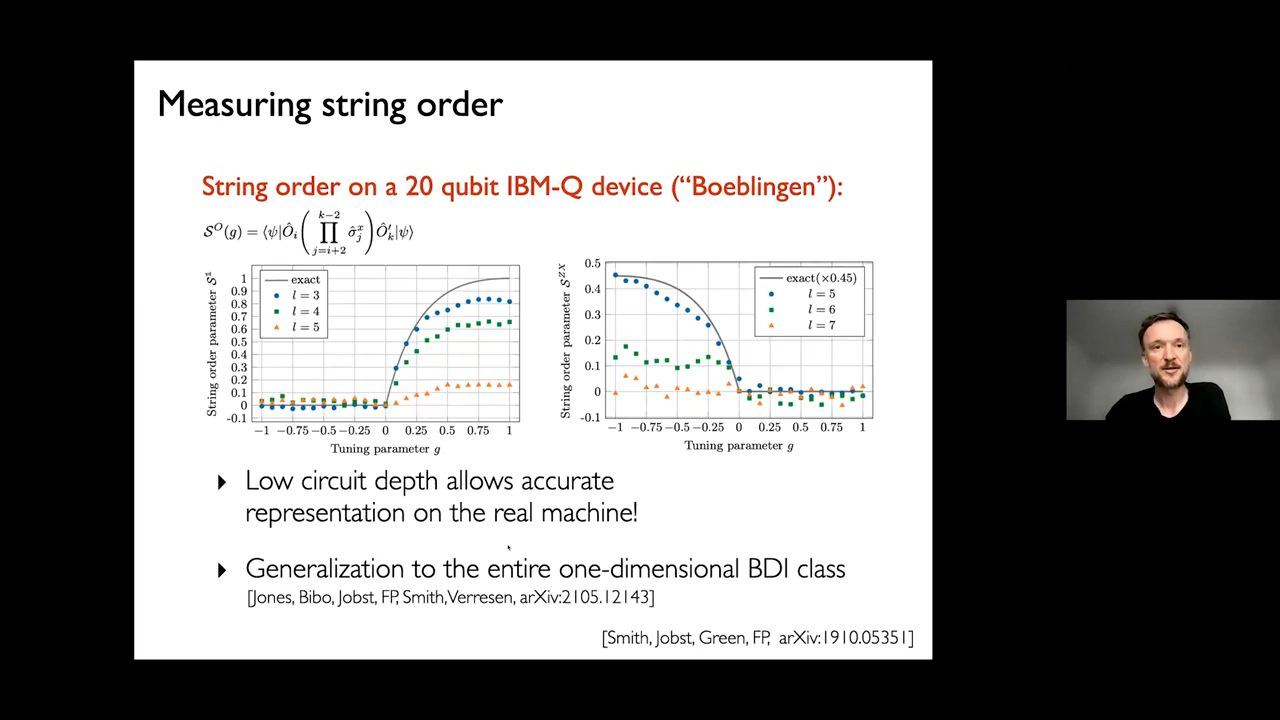 Measuring string order
String order on a 20 qubit IBM-Q device (“Boeblingen”):
𝒮ᴼ(g) = ⟨ψ|Ôᵢ(∏_{j=i+2}^{k−2} σ̂ⱼˣ)Ô′ₖ|ψ⟩
String order parameter 𝒮^𝟙
1
0.9
0.8
0.7
0.6
0.5
0.4
0.3
0.2
0.1
0
-0.1
exact
l = 3
l = 4
l = 5
−1 −0.75 −0.5 −0.25 0 0.25 0.5 0.75 1
Tuning parameter g
String order parameter 𝒮^{ZX}
0.5
0.4
0.3
0.2
0.1
0
-0.1
exact(×0.45)
l = 5
l = 6
l = 7
−1 −0.75 −0.5 −0.25 0 0.25 0.5 0.75 1
Tuning parameter g
Low circuit depth allows accurate
representation on the real machine!
Generalization to the entire one-dimensional BDI class
[Jones, Bibo, Jobst, FP, Smith, Verresen, arXiv:2105.12143]
[Smith, Jobst, Green, FP, arXiv:1910.05351]